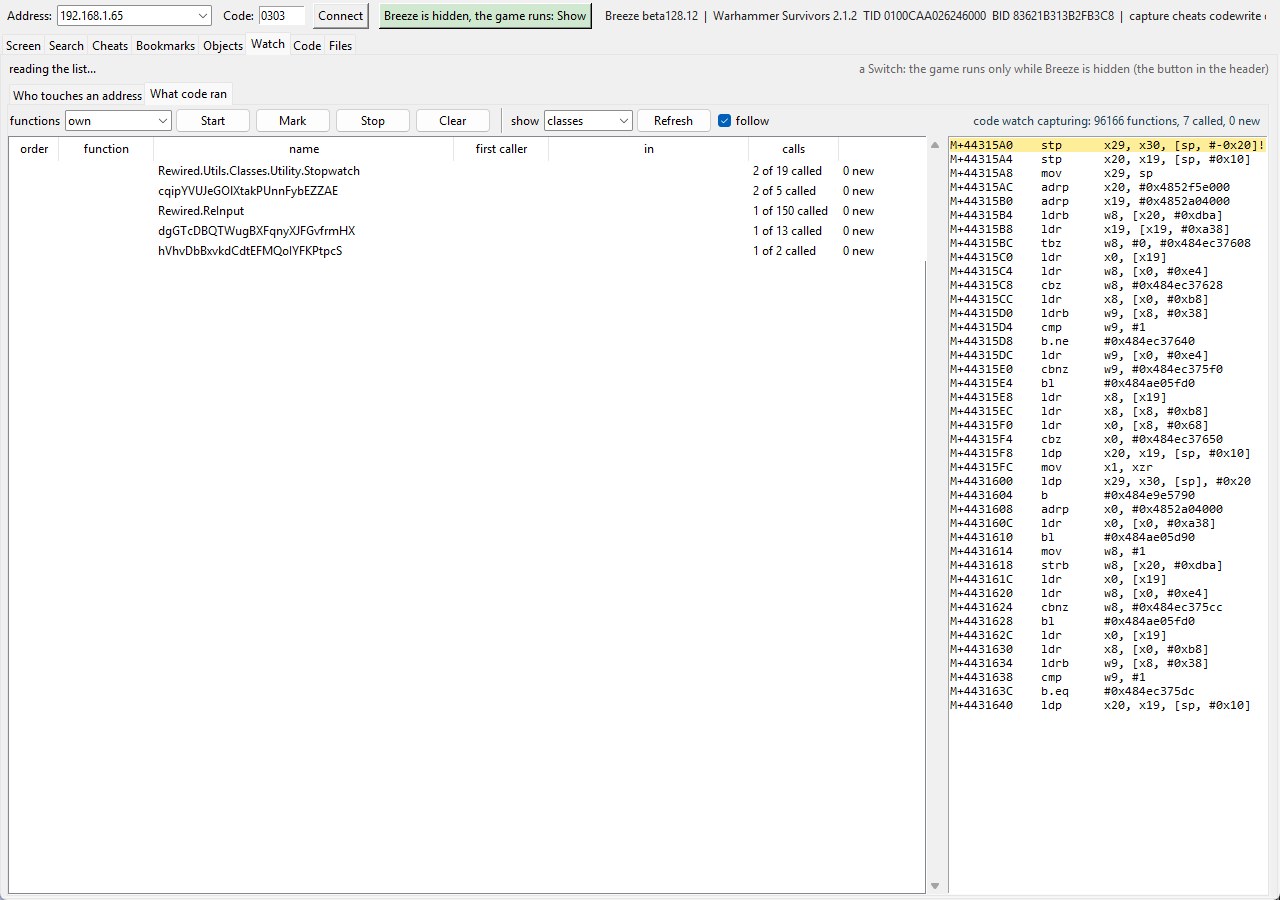 Address: 192.168.1.65 Code: 0303 Connect Breeze is hidden, the game runs: Show Breeze beta128.12 | Warhammer Survivors 2.1.2 TID 0100CAA026246000 BID 83621B313B2FB3C8 | capture cheats codewrite
Screen Search Cheats Bookmarks Objects Watch Code Files
reading the list... a Switch: the game runs only while Breeze is hidden (the button in the header)
Who touches an address What code ran
functions own Start Mark Stop Clear show classes Refresh follow code watch capturing: 96166 functions, 7 called, 0 new
order function name first caller in calls
Rewired.Utils.Classes.Utility.Stopwatch 2 of 19 called 0 new
cqipYVUJeGOIXtakPUnnFybEZZAE 2 of 5 called 0 new
Rewired.ReInput 1 of 150 called 0 new
dgGTcDBQTWugBXFqnyXJFGvfrmHX 1 of 13 called 0 new
hVhvDbBxvkdCdtEFMQolYFKPtpcS 1 of 2 called 0 new
M+44315A0 stp x29, x30, [sp, #-0x20]!
M+44315A4 stp x20, x19, [sp, #0x10]
M+44315A8 mov x29, sp
M+44315AC adrp x20, #0x4852f5e000
M+44315B0 adrp x19, #0x4852a04000
M+44315B4 ldrb w8, [x20, #0xdba]
M+44315B8 ldr x19, [x19, #0xa38]
M+44315BC tbz w8, #0, #0x484ec37608
M+44315C0 ldr x0, [x19]
M+44315C4 ldr w8, [x0, #0xe4]
M+44315C8 cbz w8, #0x484ec37628
M+44315CC ldr x8, [x0, #0xb8]
M+44315D0 ldrb w9, [x8, #0x38]
M+44315D4 cmp w9, #1
M+44315D8 b.ne #0x484ec37640
M+44315DC ldr w9, [x0, #0xe4]
M+44315E0 cbnz w9, #0x484ec375f0
M+44315E4 bl #0x484ae05fd0
M+44315E8 ldr x8, [x19]
M+44315EC ldr x8, [x8, #0xb8]
M+44315F0 ldr x0, [x8, #0x68]
M+44315F4 cbz x0, #0x484ec37650
M+44315F8 ldp x20, x19, [sp, #0x10]
M+44315FC mov x1, xzr
M+4431600 ldp x29, x30, [sp], #0x20
M+4431604 b #0x484e9e5790
M+4431608 adrp x0, #0x4852a04000
M+443160C ldr x0, [x0, #0xa38]
M+4431610 bl #0x484ae05d90
M+4431614 mov w8, #1
M+4431618 strb w8, [x20, #0xdba]
M+443161C ldr x0, [x19]
M+4431620 ldr w8, [x0, #0xe4]
M+4431624 cbnz w8, #0x484ec375cc
M+4431628 bl #0x484ae05fd0
M+443162C ldr x0, [x19]
M+4431630 ldr x8, [x0, #0xb8]
M+4431634 ldrb w9, [x8, #0x38]
M+4431638 cmp w9, #1
M+443163C b.eq #0x484ec375dc
M+4431640 ldp x20, x19, [sp, #0x10]